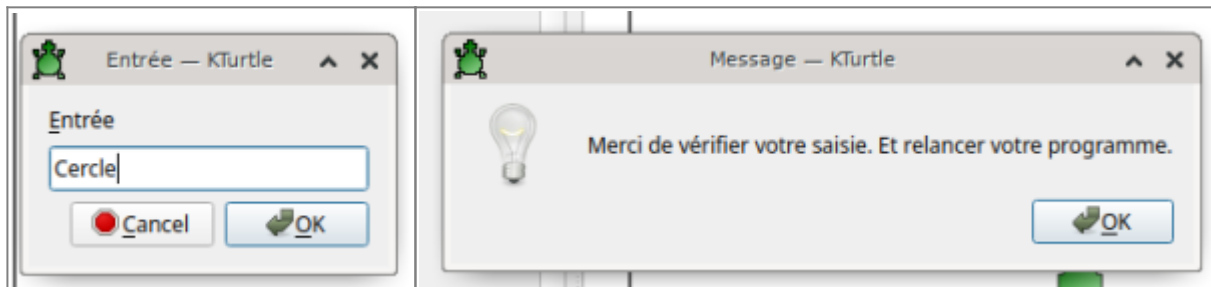 Entrée — KTurtle
Entrée
Cercle
Cancel
OK
Message — KTurtle
Merci de vérifier votre saisie. Et relancer votre programme.
OK